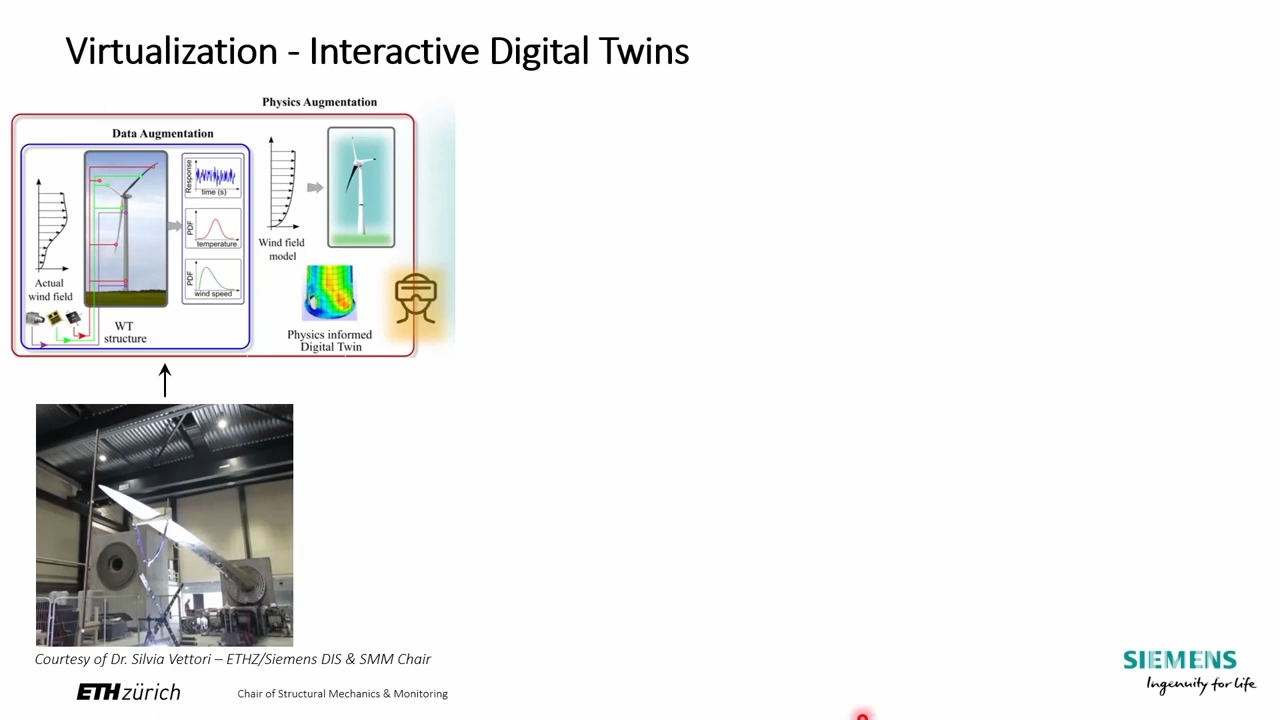 Virtualization - Interactive Digital Twins
Physics Augmentation
Data Augmentation
Response
time (s)
PDF
temperature
PDF
wind speed
Actual
wind field
WT
structure
Wind field
model
Physics informed
Digital Twin
Courtesy of Dr. Silvia Vettori – ETHZ/Siemens DIS & SMM Chair
ETH zürich
Chair of Structural Mechanics & Monitoring
SIEMENS
Ingenuity for life